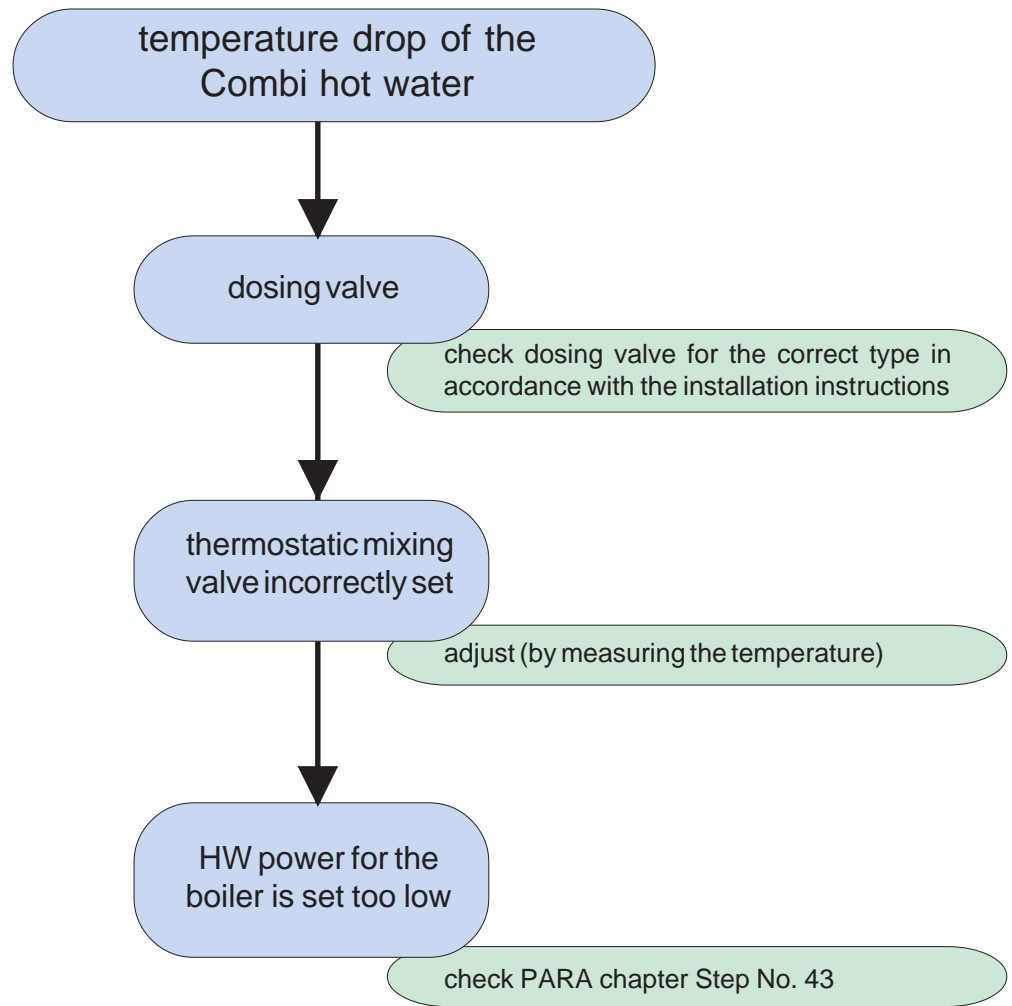 temperature drop of the
Combi hot water
dosing valve
check dosing valve for the correct type in
accordance with the installation instructions
thermostatic mixing
valve incorrectly set
adjust (by measuring the temperature)
HW power for the
boiler is set too low
check PARA chapter Step No. 43